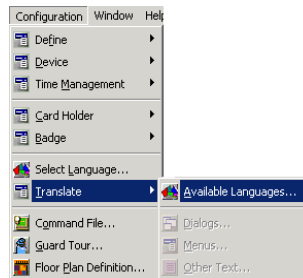 Configuration Window Help
Define
Device
Time Management
Card Holder
Badge
Select Language...
Translate
Available Languages...
Command File...
Dialogs...
Guard Tour...
Menus...
Floor Plan Definition...
Other Text...